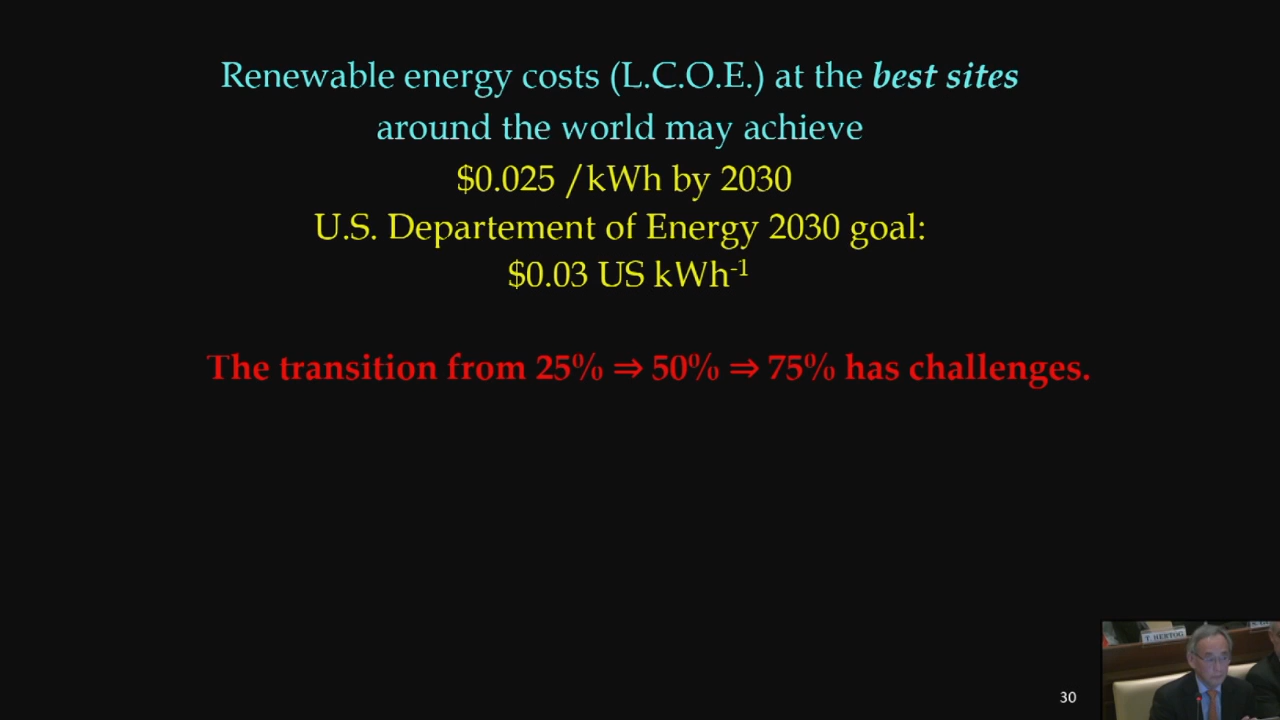 Renewable energy costs (L.C.O.E.) at the best sites
around the world may achieve
$0.025 /kWh by 2030
U.S. Departement of Energy 2030 goal:
$0.03 US kWh⁻¹
The transition from 25% ⇒ 50% ⇒ 75% has challenges.
T. HERTOG
30